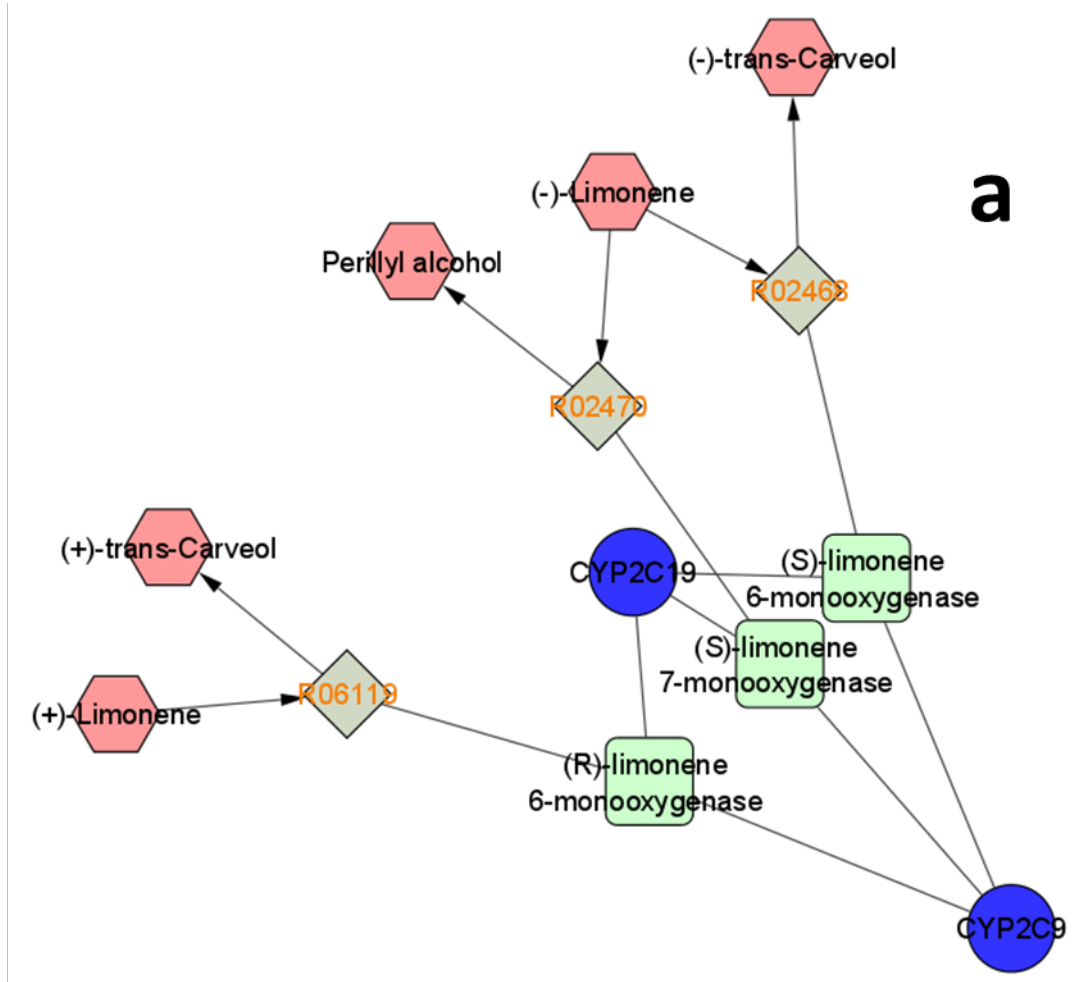 (-)-trans-Carveol
a
(-)-Limonene
Perillyl alcohol
R02468
R02470
(+)-trans-Carveol
CYP2C19
(S)-limonene
6-monooxygenase
(S)-limonene
7-monooxygenase
R06119
(+)-Limonene
(R)-limonene
6-monooxygenase
CYP2C9